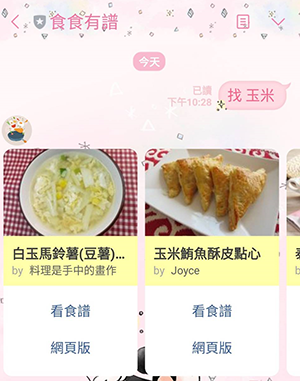 食食有譜
今天
已讀
下午10:28
找 玉米
白玉馬鈴薯(豆薯)...
by 料理是手中的畫作
看食譜
網頁版
玉米鮪魚酥皮點心
by Joyce
看食譜
網頁版